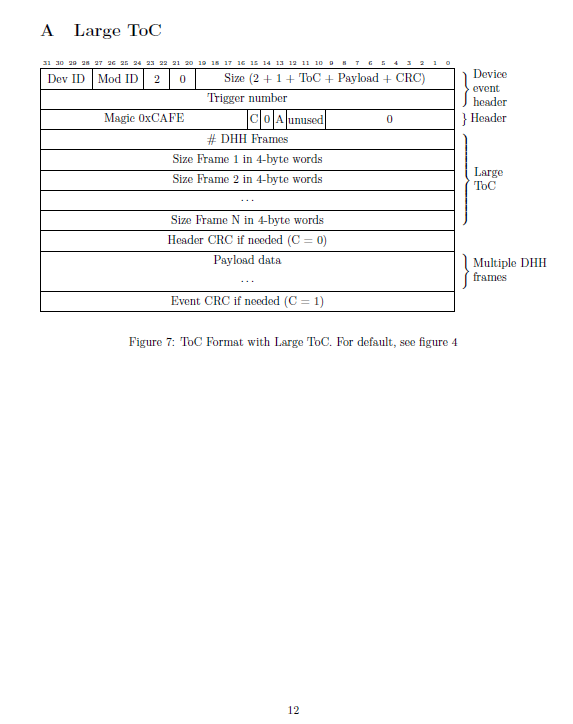 A Large ToC
31 30 29 28 27 26 25 24 23 22 21 20 19 18 17 16 15 14 13 12 11 10 9 8 7 6 5 4 3 2 1 0
Dev ID Mod ID 2 0 Size (2 + 1 + ToC + Payload + CRC)
Trigger number
Device
event
header
Magic 0xCAFE C 0 A unused 0
Header
# DHH Frames
Size Frame 1 in 4-byte words
Size Frame 2 in 4-byte words
...
Size Frame N in 4-byte words
Large
ToC
Header CRC if needed (C = 0)
Payload data
...
Multiple DHH
frames
Event CRC if needed (C = 1)
Figure 7: ToC Format with Large ToC. For default, see figure 4
12